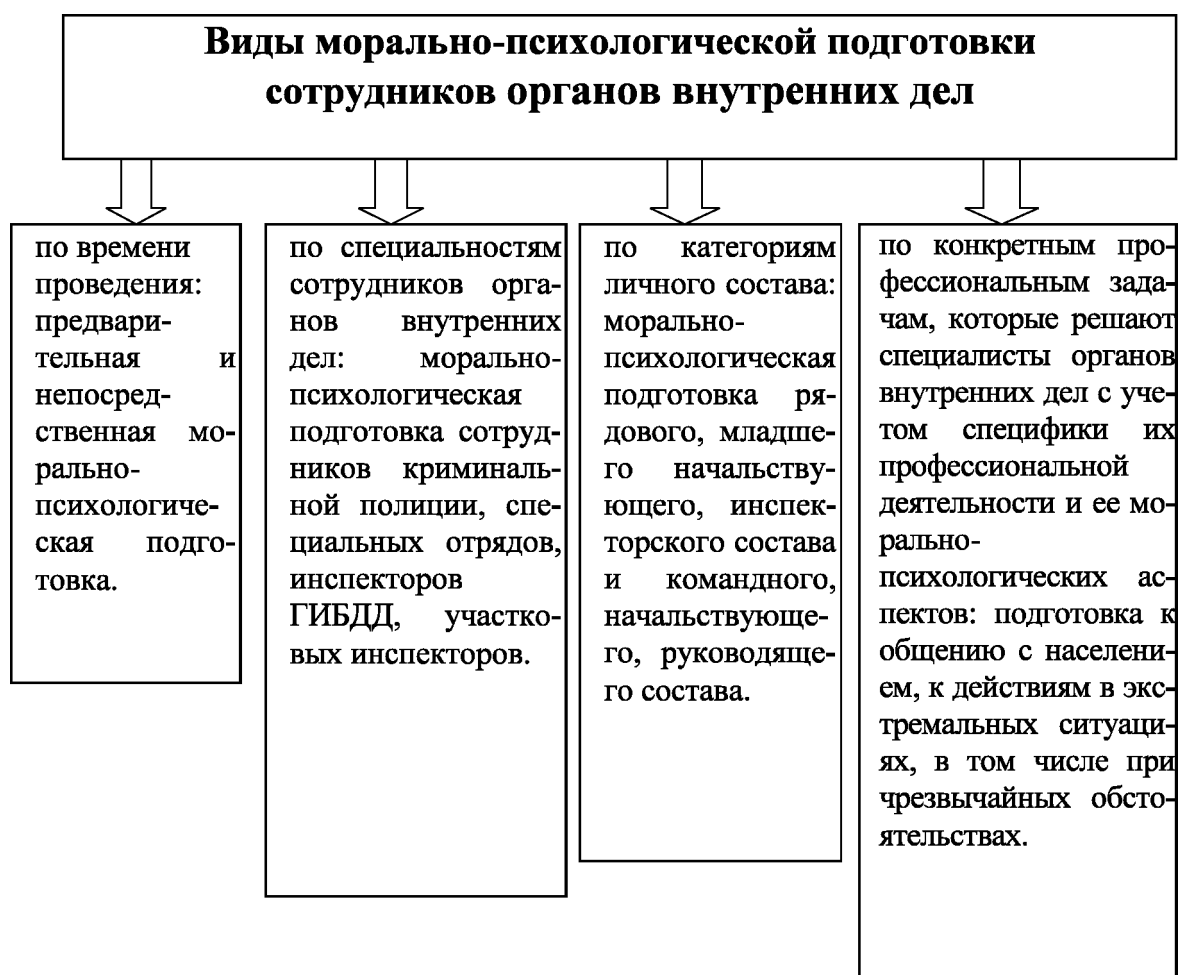 Виды морально-психологической подготовки
сотрудников органов внутренних дел
по времени
проведения:
предвари-
тельная и
непосред-
ственная мо-
рально-
психологиче-
ская подго-
товка.
по специальностям
сотрудников орга-
нов внутренних
дел: морально-
психологическая
подготовка сотруд-
ников криминаль-
ной полиции, спе-
циальных отрядов,
инспекторов
ГИБДД, участко-
вых инспекторов.
по категориям
личного состава:
морально-
психологическая
подготовка ря-
дового, младше-
го начальству-
ющего, инспек-
торского состава
и командного,
начальствующе-
го, руководяще-
го состава.
по конкретным про-
фессиональным зада-
чам, которые решают
специалисты органов
внутренних дел с уче-
том специфики их
профессиональной
деятельности и ее мо-
рально-
психологических ас-
пектов: подготовка к
общению с населени-
ем, к действиям в экс-
тремальных ситуаци-
ях, в том числе при
чрезвычайных обсто-
ятельствах.